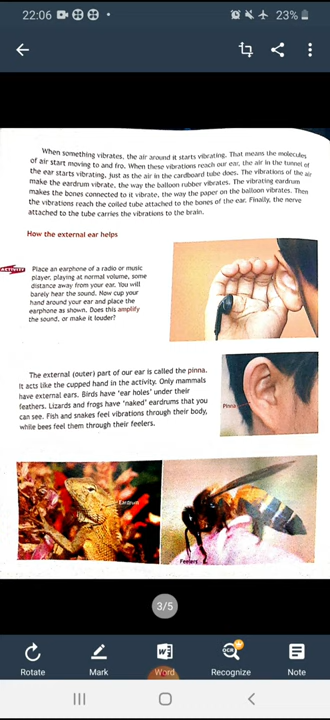 22:06
23%
When something vibrates, the air around it starts vibrating. That means the molecules
of air start moving to and fro. When these vibrations reach our ear, the air in the tunnel of
the ear starts vibrating, just as the air in the cardboard tube does. The vibrations of the air
make the eardrum vibrate, the way the balloon rubber vibrates. The vibrating eardrum
makes the bones connected to it vibrate, the way the paper on the balloon vibrates. Then
the vibrations reach the coiled tube attached to the bones of the ear. Finally, the nerve
attached to the tube carries the vibrations to the brain.
How the external ear helps
ACTIVITY
Place an earphone of a radio or music
player, playing at normal volume, some
distance away from your ear. You will
barely hear the sound. Now cup your
hand around your ear and place the
earphone as shown. Does this amplify
the sound, or make it louder?
The external (outer) part of our ear is called the pinna.
It acts like the cupped hand in the activity. Only mammals
have external ears. Birds have 'ear holes' under their
feathers. Lizards and frogs have 'naked' eardrums that you
can see. Fish and snakes feel vibrations through their body,
while bees feel them through their feelers.
Pinna
Eardrum
Feelers
3/5
OCR
W
Rotate
Mark
Word
Recognize
Note